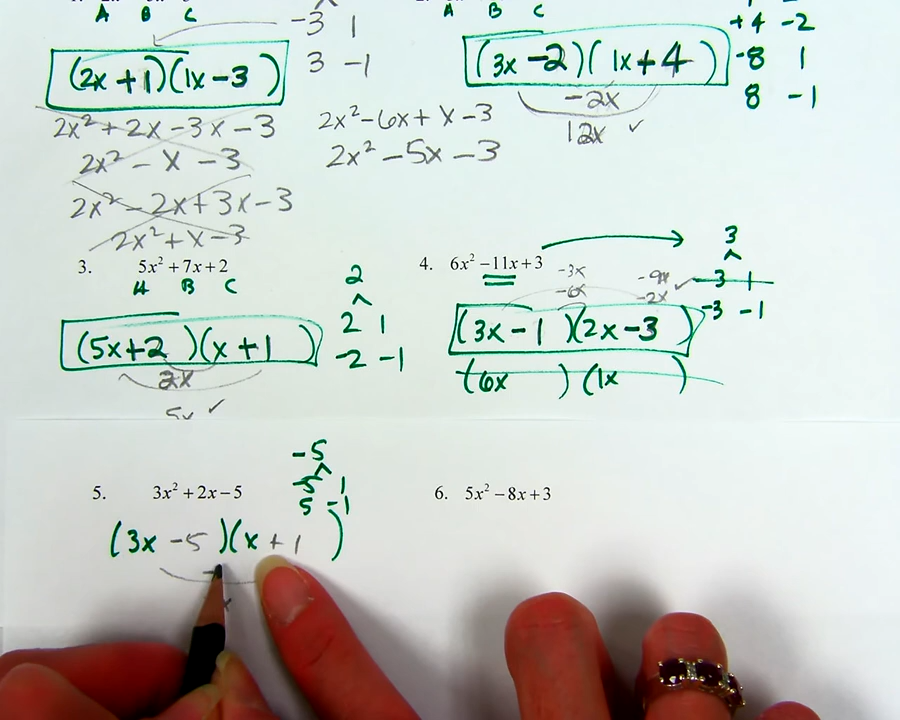 A B C
-3 1
3 -1
(2x + 1)(1x - 3)
2x² + 2x - 3x - 3
2x² - x - 3
2x² - 2x + 3x - 3
2x² + x - 3
2x² - 6x + x - 3
2x² - 5x - 3
A B C
+4 -2
-8 1
8 -1
(3x - 2)(1x + 4)
-2x
12x ✓
3. 5x² + 7x + 2
A B C
2
2 1
-2 -1
(5x + 2)(x + 1)
2x
5x ✓
4. 6x² - 11x + 3
3
-3x -9x
-6x -2x ✓
-3 -1
(3x - 1)(2x - 3)
(6x )(1x )
5. 3x² + 2x - 5
-5
-5 1
5 -1
(3x - 5)(x + 1 )
6. 5x² - 8x + 3